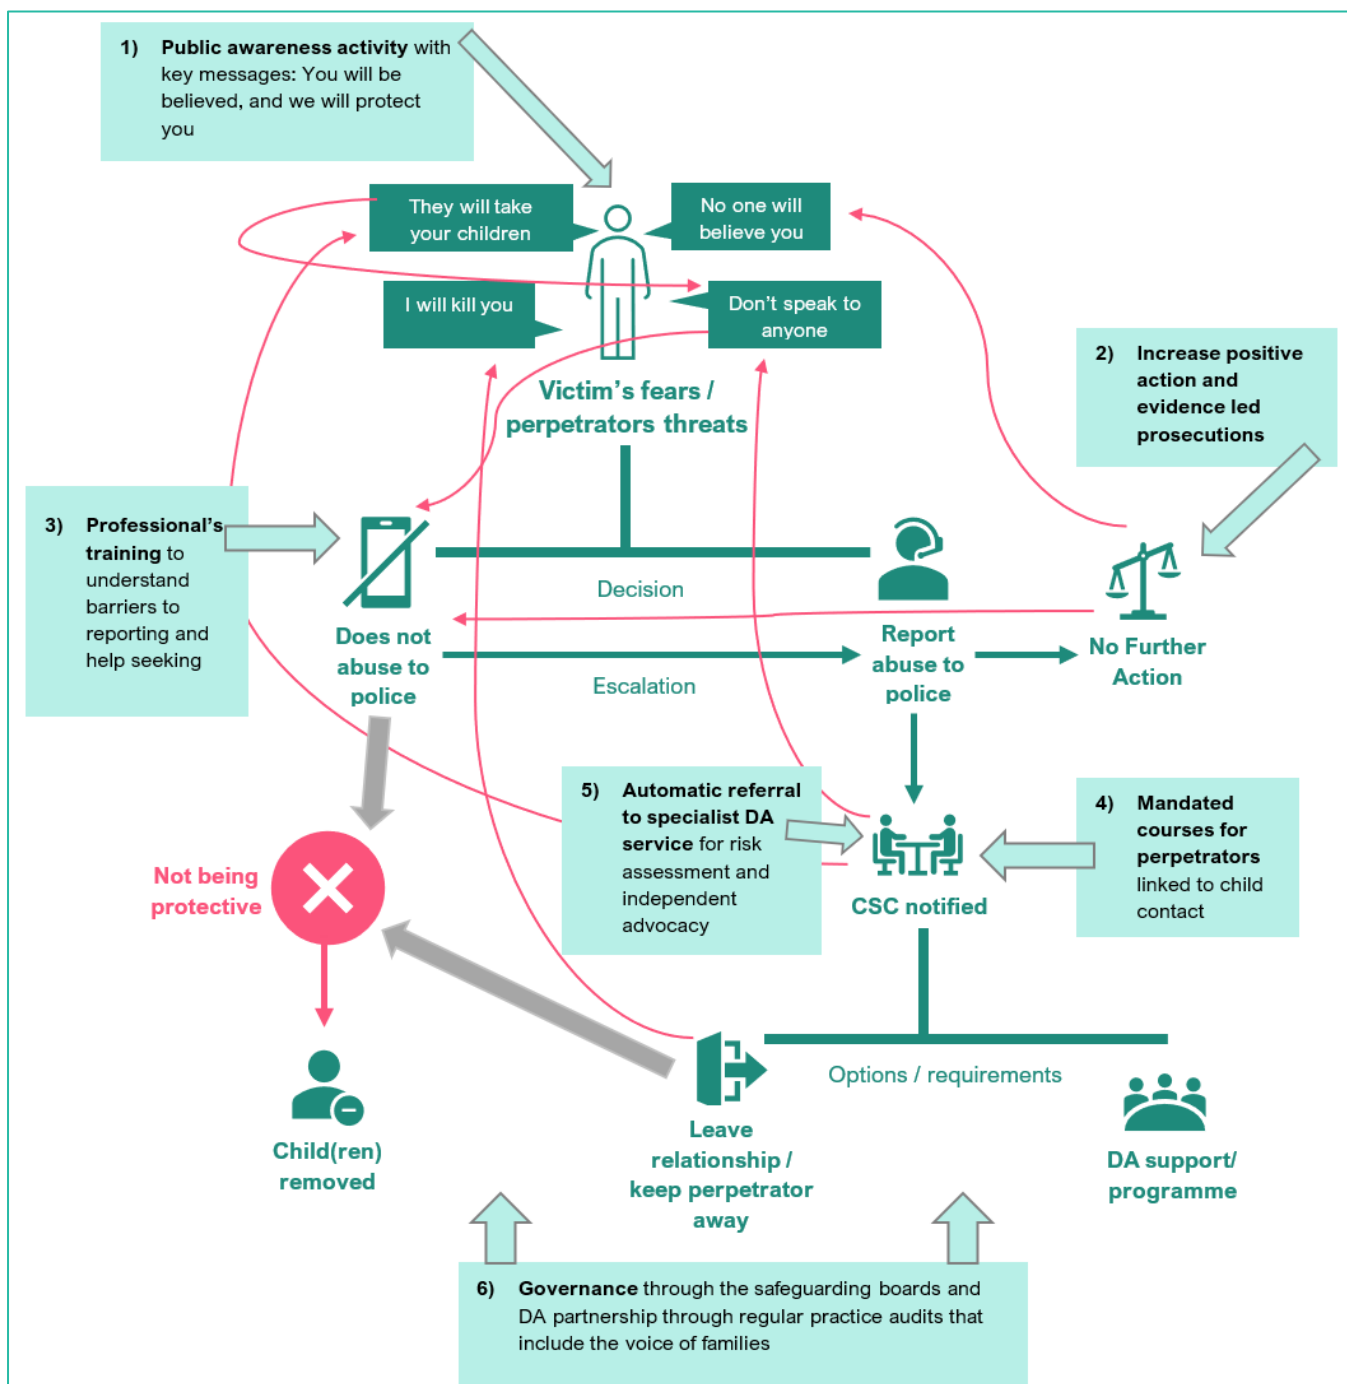 1) Public awareness activity with
key messages: You will be
believed, and we will protect
you
They will take
your children
No one will
believe you
I will kill you
Don't speak to
anyone
Victim's fears /
perpetrators threats
2) Increase positive
action and
evidence led
prosecutions
3) Professional's
training to
understand
barriers to
reporting and
help seeking
Decision
Does not
abuse to
police
Escalation
Report
abuse to
police
No Further
Action
5) Automatic referral
to specialist DA
service for risk
assessment and
independent
advocacy
4) Mandated
courses for
perpetrators
linked to child
contact
Not being
protective
CSC notified
Options / requirements
Child(ren)
removed
Leave
relationship /
keep perpetrator
away
DA support/
programme
6) Governance through the safeguarding boards and
DA partnership through regular practice audits that
include the voice of families